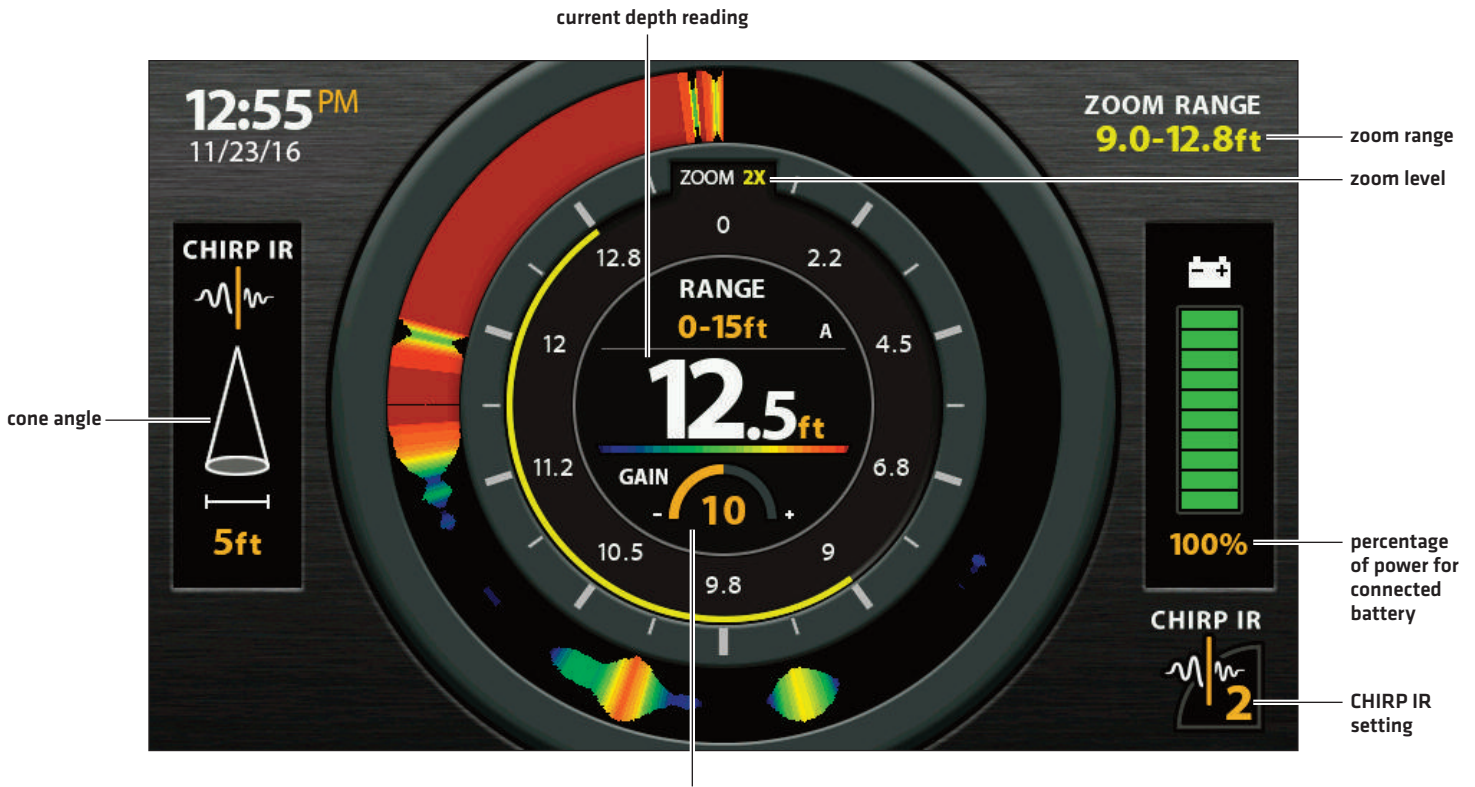 current depth reading
12:55 PM
11/23/16
ZOOM RANGE
9.0-12.8ft
zoom range
ZOOM 2X
zoom level
CHIRP IR
5ft
cone angle
0
2.2
4.5
6.8
9
9.8
10.5
11.2
12
12.8
RANGE
0-15ft
A
12.5ft
GAIN
- 10 +
- +
100%
percentage
of power for
connected
battery
CHIRP IR
2
CHIRP IR
setting